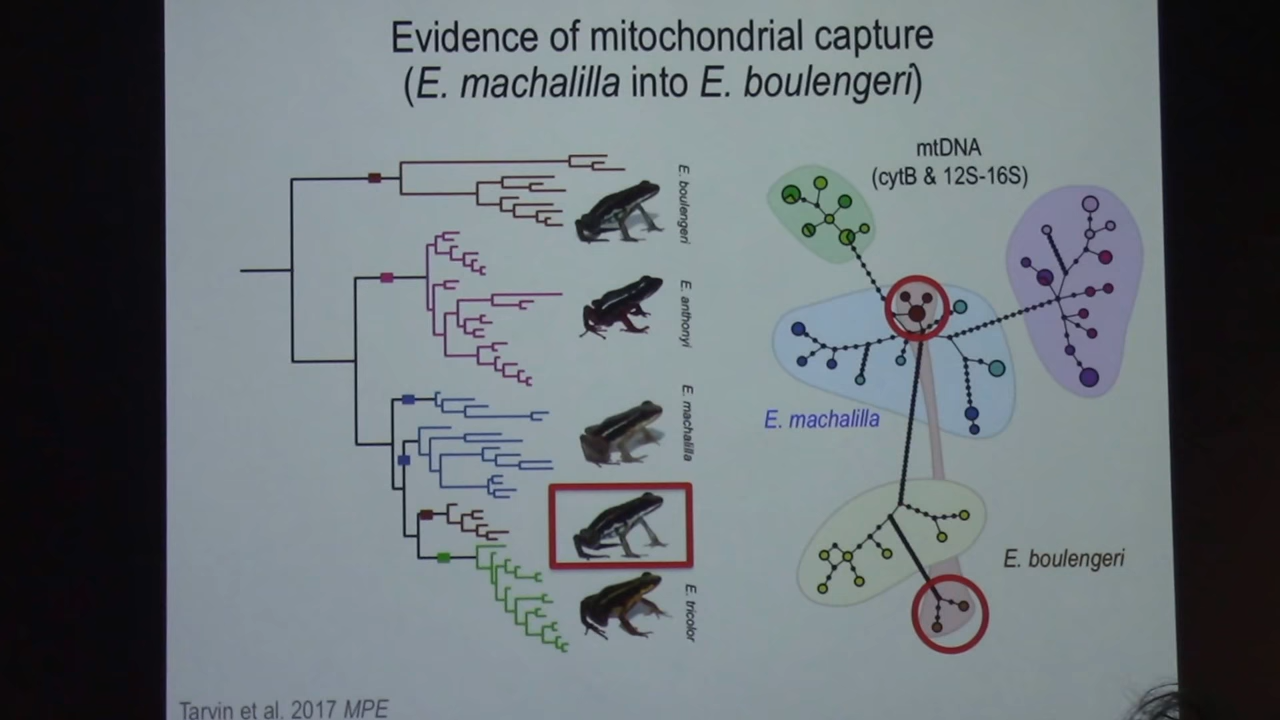 Evidence of mitochondrial capture
(E. machalilla into E. boulengeri)
E. boulengeri
E. anthonyi
E. machalilla
E. tricolor
mtDNA
(cytB & 12S-16S)
E. machalilla
E. boulengeri
Tarvin et al. 2017 MPE